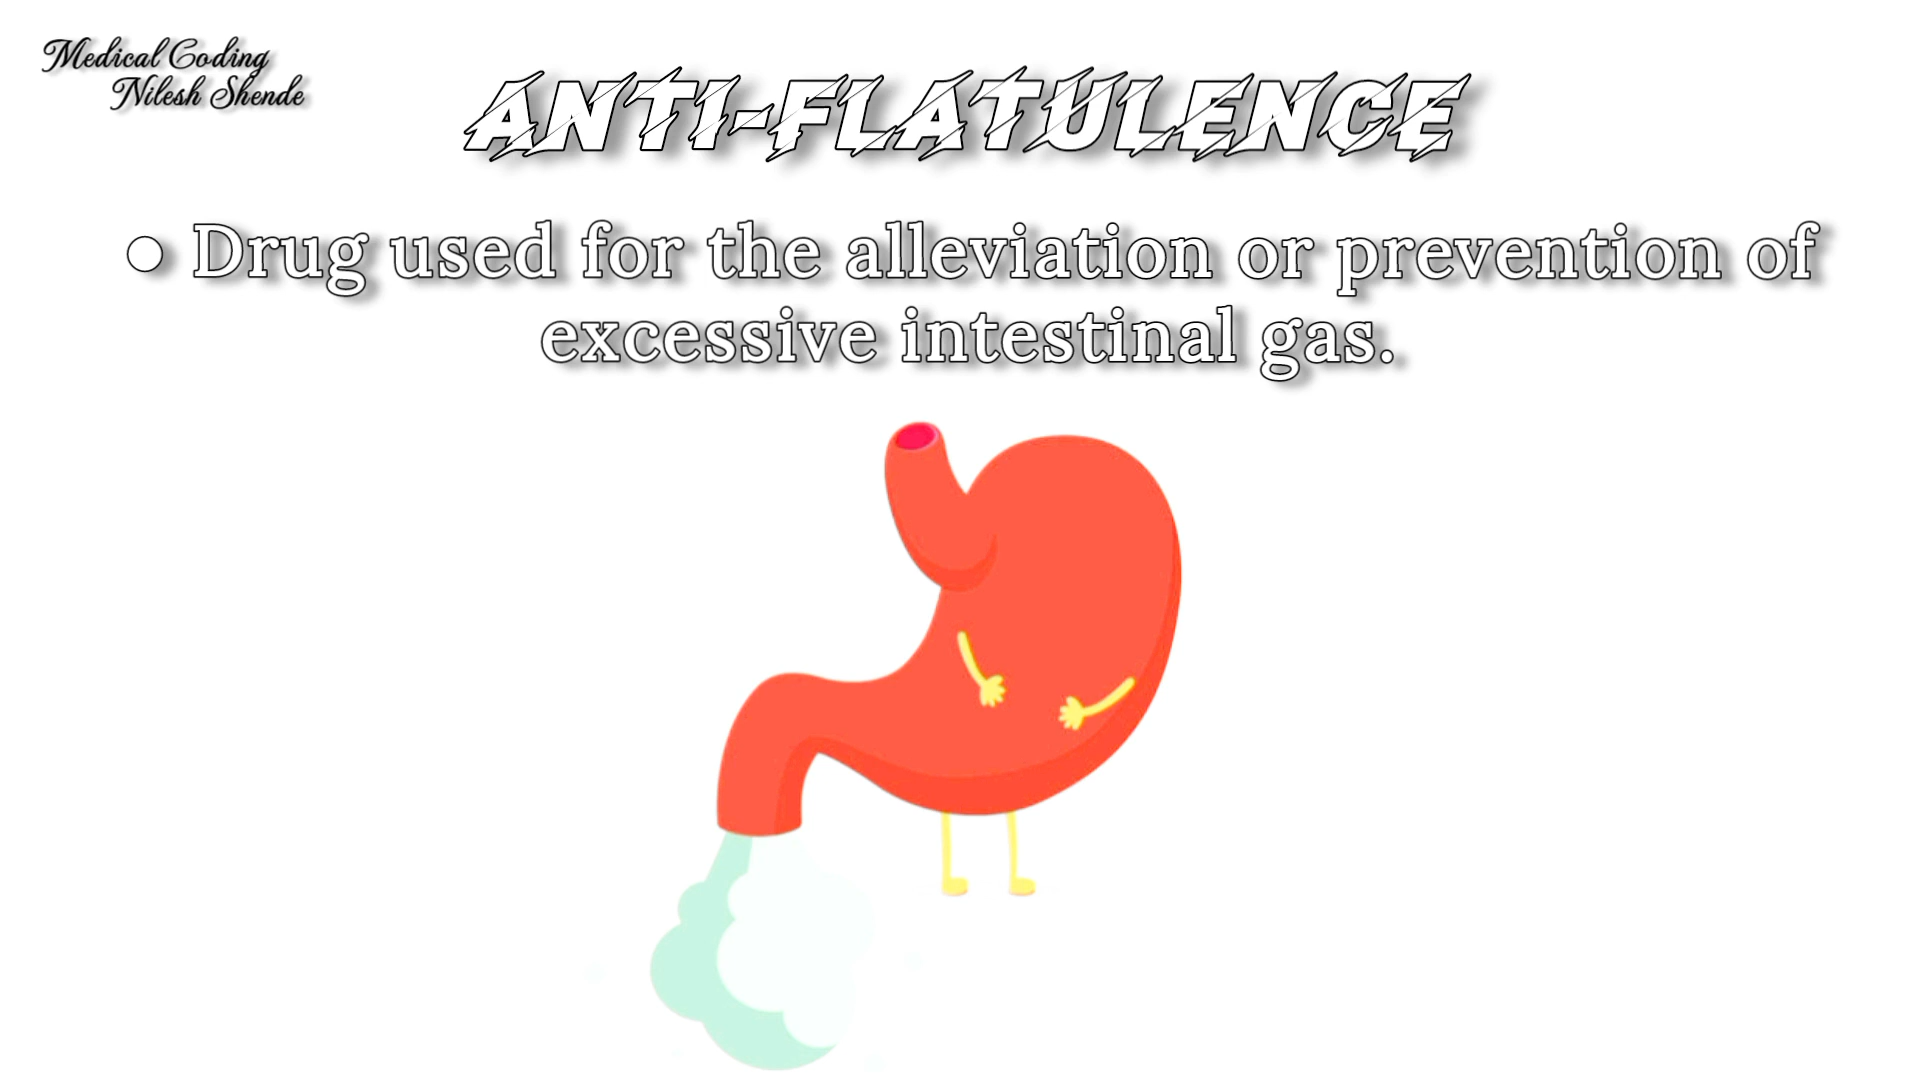 Medical Coding
Nilesh Shende
ANTI-FLATULENCE
● Drug used for the alleviation or prevention of
excessive intestinal gas.